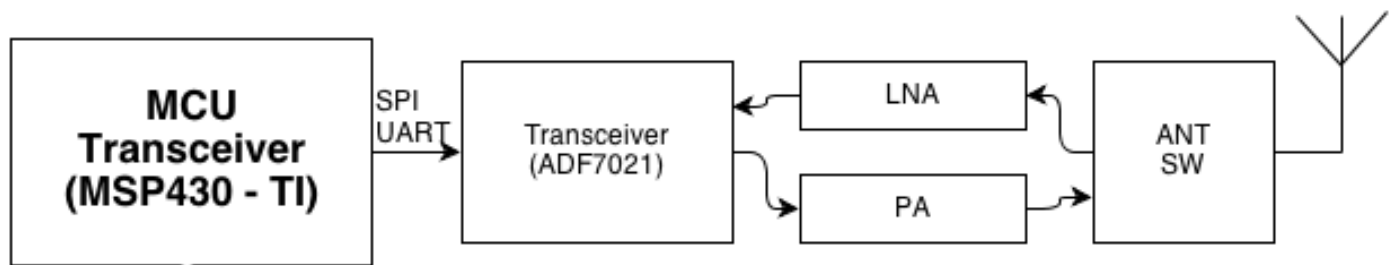 MCU
Transceiver
(MSP430 - TI)
SPI
UART
Transceiver
(ADF7021)
LNA
PA
ANT
SW